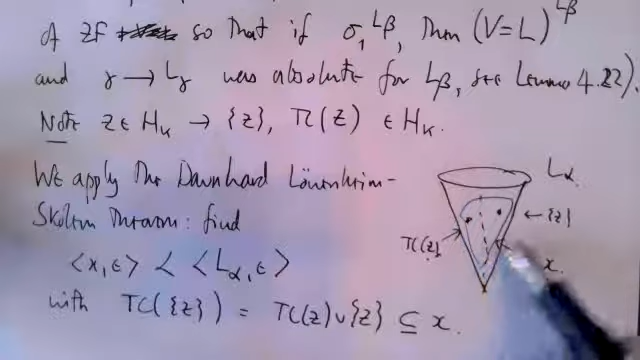 of ZF so that if σ₁^{Lβ}, then (V=L)^{Lβ}
and γ → L_γ was absolute for L_β, see Lemma 4.22).
Note z ∈ H_κ → {z}, TC(z) ∈ H_κ.
We apply the Downward Löwenheim-
Skolem Theorem: find
⟨x,∈⟩ ≺ ⟨L_α,∈⟩
with TC({z}) = TC(z)∪{z} ⊆ x.
L_α
← {z}
TC(z)
x.